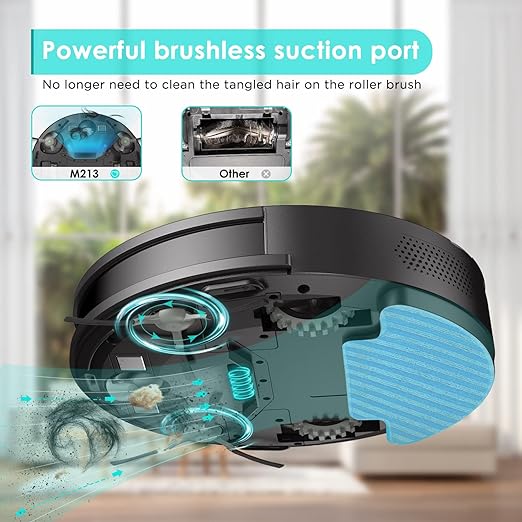 Powerful brushless suction port
No longer need to clean the tangled hair on the roller brush
M213
Other